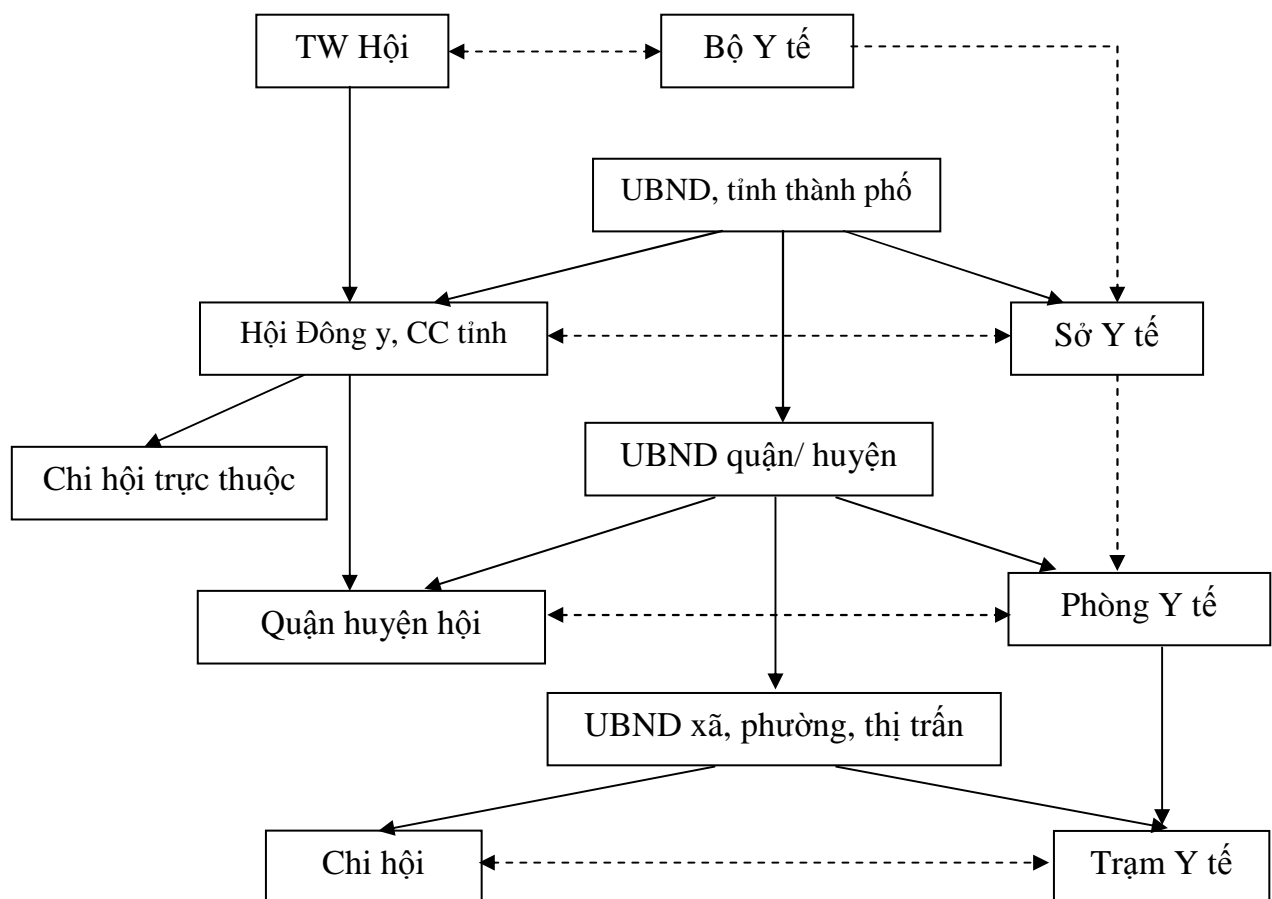 TW Hội
Bộ Y tế
UBND, tỉnh thành phố
Hội Đông y, CC tỉnh
Sở Y tế
Chi hội trực thuộc
UBND quận/ huyện
Quận huyện hội
Phòng Y tế
UBND xã, phường, thị trấn
Chi hội
Trạm Y tế